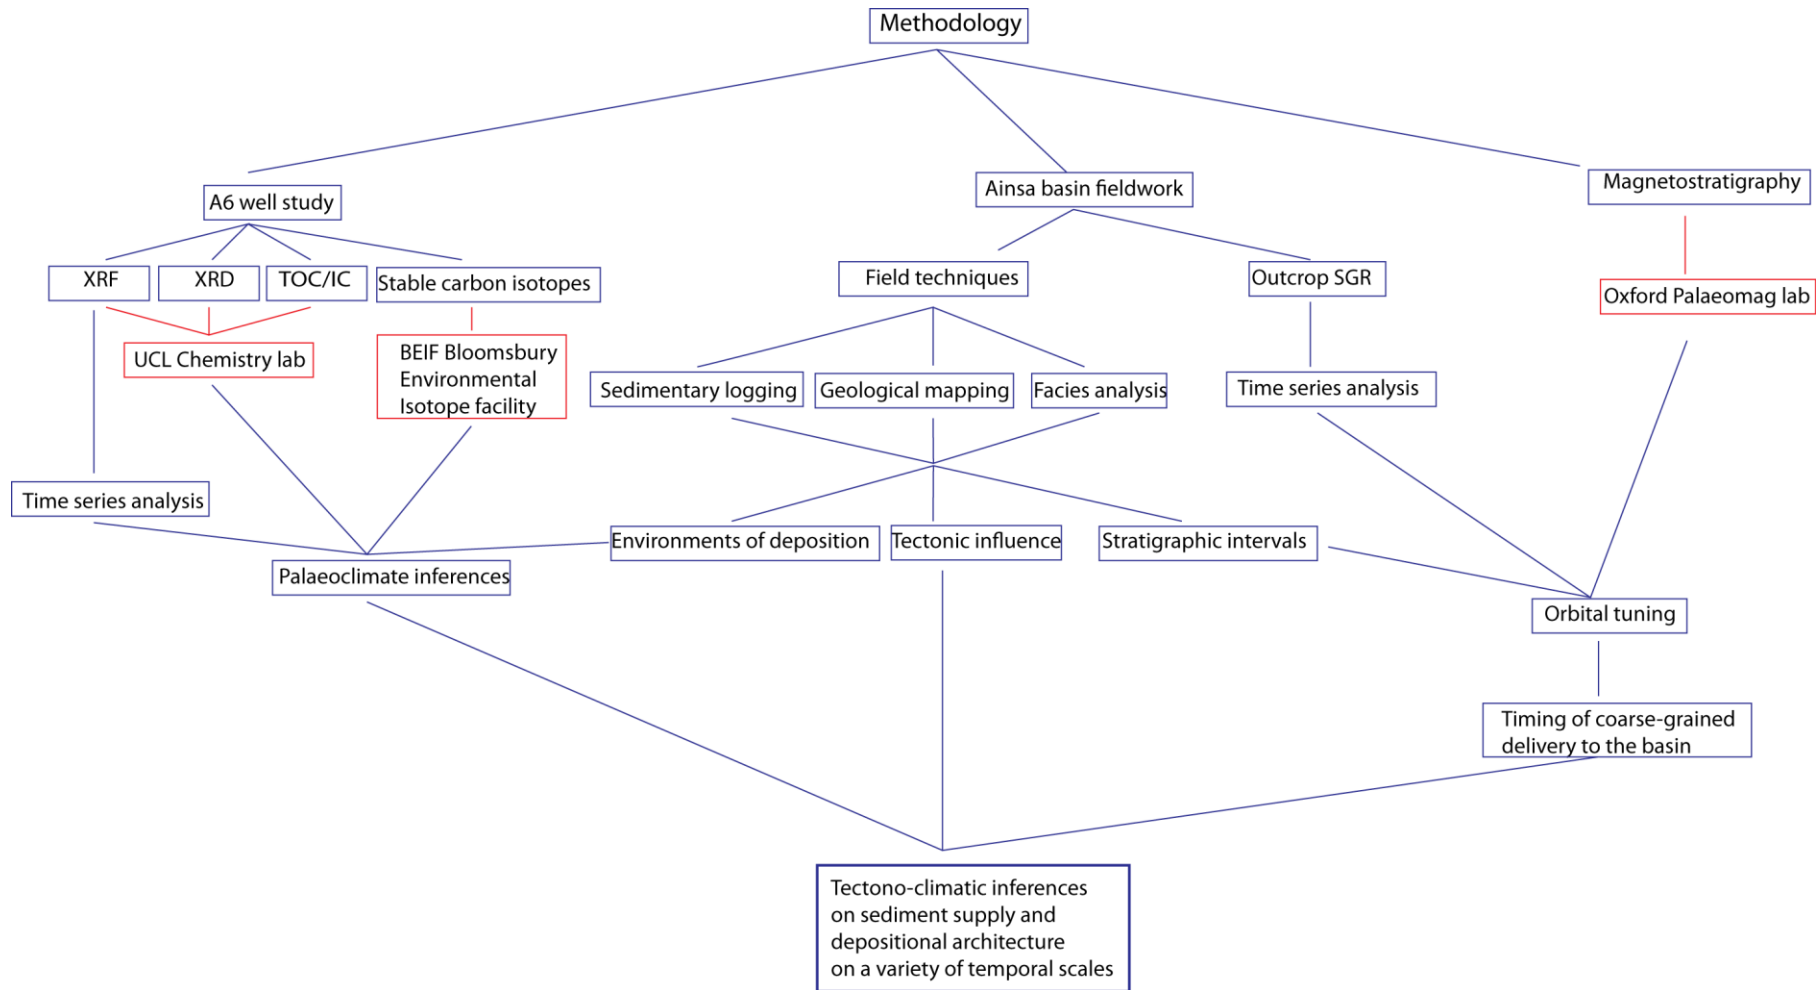 Methodology
A6 well study
Ainsa basin fieldwork
Magnetostratigraphy
XRF
XRD
TOC/IC
Stable carbon isotopes
Field techniques
Outcrop SGR
Oxford Palaeomag lab
UCL Chemistry lab
BEIF Bloomsbury
Environmental
Isotope facility
Sedimentary logging
Geological mapping
Facies analysis
Time series analysis
Time series analysis
Environments of deposition
Tectonic influence
Stratigraphic intervals
Palaeoclimate inferences
Orbital tuning
Timing of coarse-grained
delivery to the basin
Tectono-climatic inferences
on sediment supply and
depositional architecture
on a variety of temporal scales